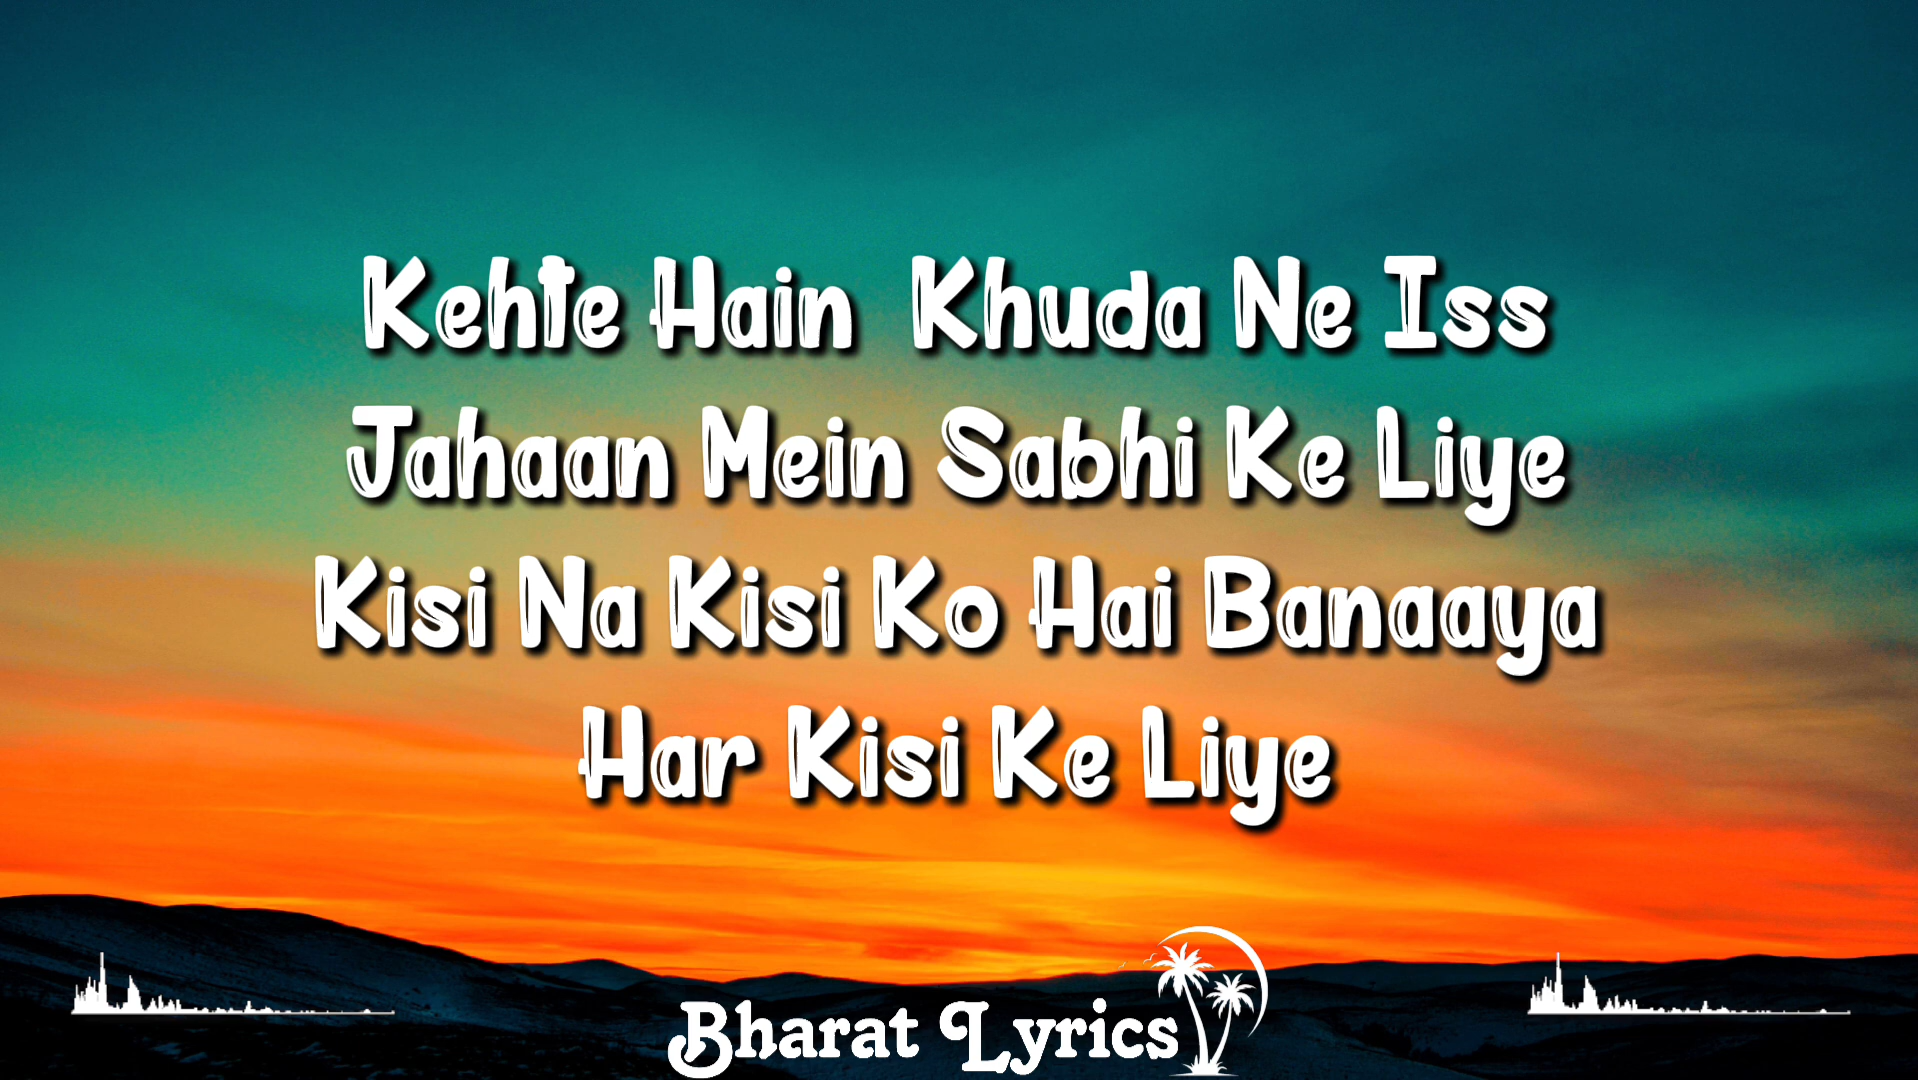 Kehte Hain Khuda Ne Iss
Jahaan Mein Sabhi Ke Liye
Kisi Na Kisi Ko Hai Banaaya
Har Kisi Ke Liye
Bharat Lyrics